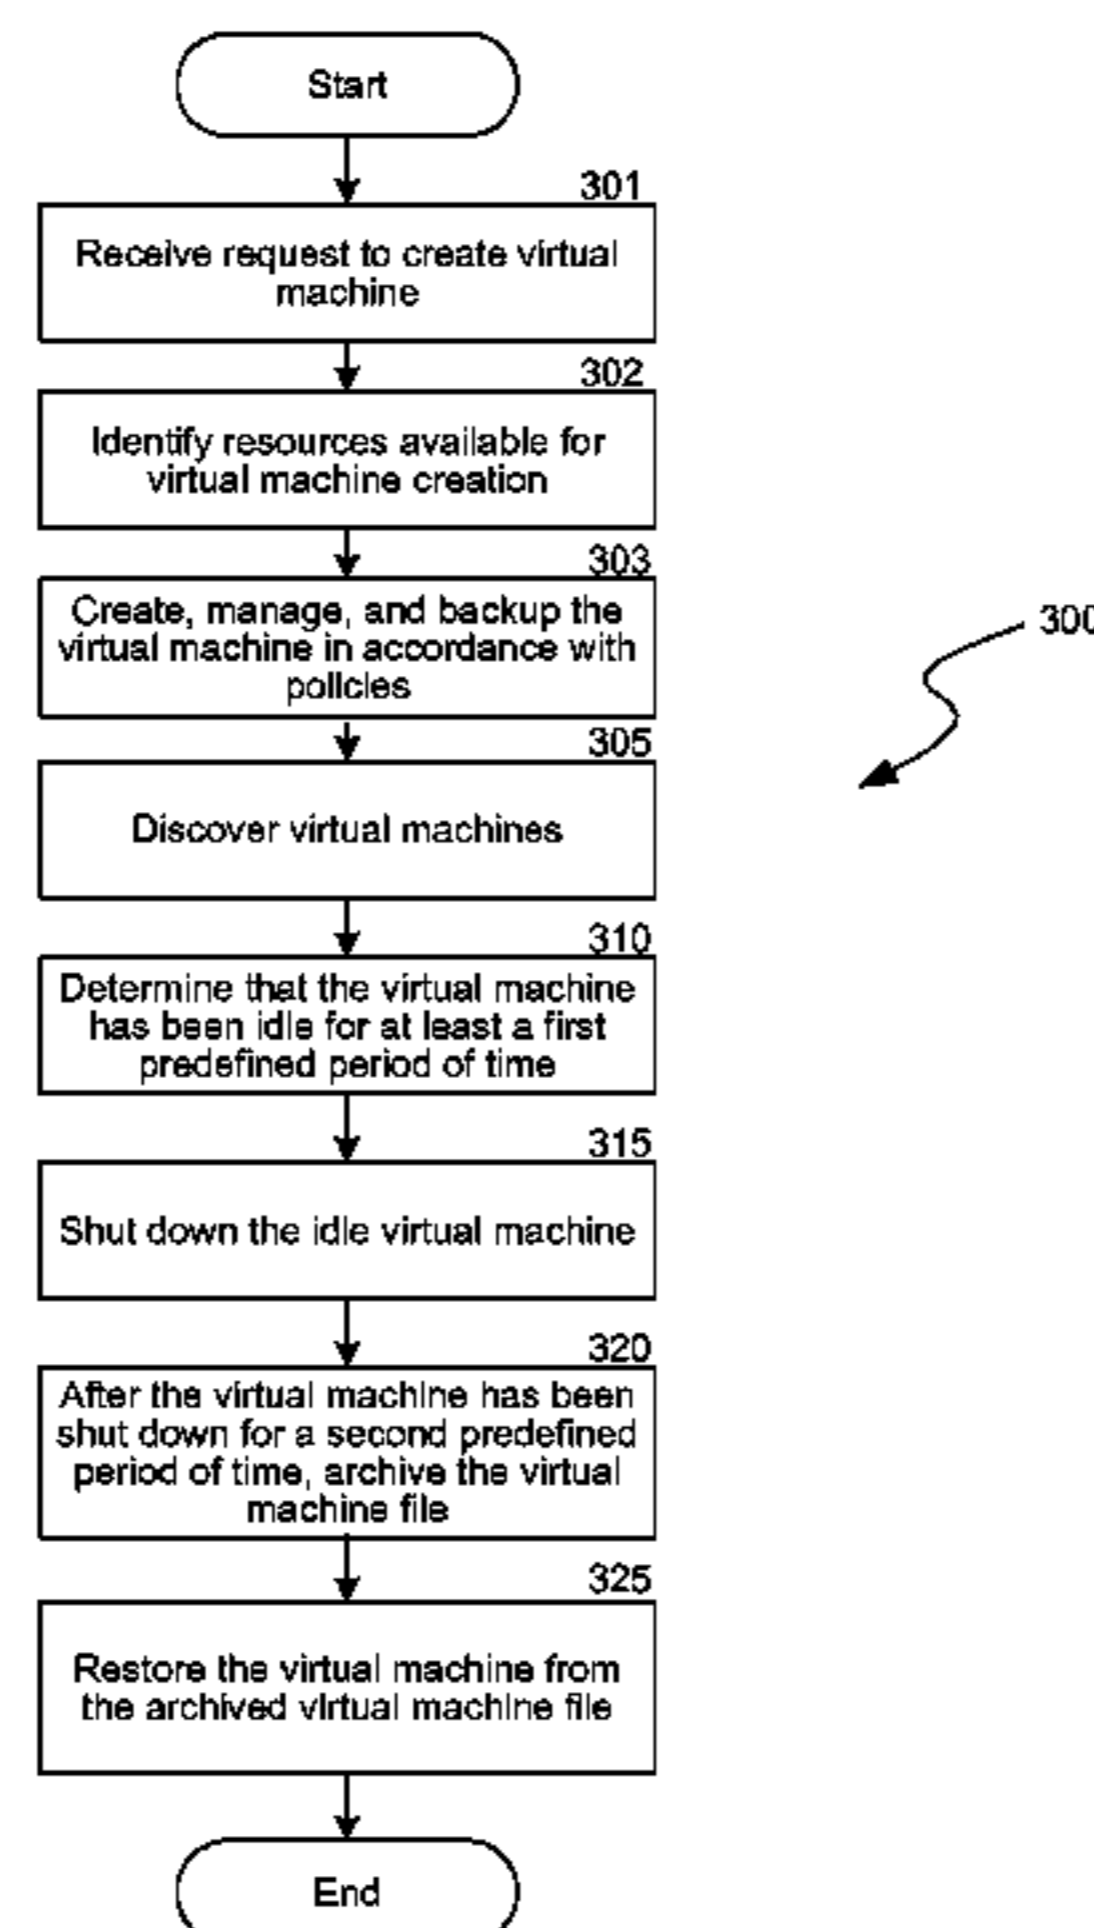 Start
301
Receive request to create virtual
machine
302
Identify resources available for
virtual machine creation
303
Create, manage, and backup the
virtual machine in accordance with
policies
300
305
Discover virtual machines
310
Determine that the virtual machine
has been idle for at least a first
predefined period of time
315
Shut down the idle virtual machine
320
After the virtual machine has been
shut down for a second predefined
period of time, archive the virtual
machine file
325
Restore the virtual machine from
the archived virtual machine file
End